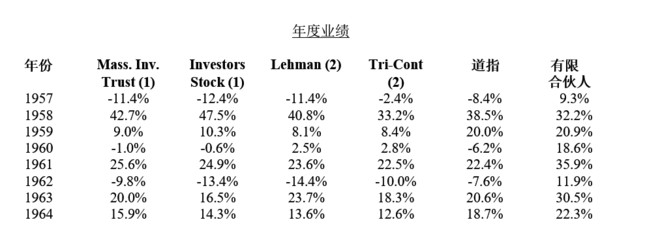 年度业绩
年份 Mass. Inv. Trust (1) Investors Stock (1) Lehman (2) Tri-Cont (2) 道指 有限合伙人
1957 -11.4% -12.4% -11.4% -2.4% -8.4% 9.3%
1958 42.7% 47.5% 40.8% 33.2% 38.5% 32.2%
1959 9.0% 10.3% 8.1% 8.4% 20.0% 20.9%
1960 -1.0% -0.6% 2.5% 2.8% -6.2% 18.6%
1961 25.6% 24.9% 23.6% 22.5% 22.4% 35.9%
1962 -9.8% -13.4% -14.4% -10.0% -7.6% 11.9%
1963 20.0% 16.5% 23.7% 18.3% 20.6% 30.5%
1964 15.9% 14.3% 13.6% 12.6% 18.7% 22.3%